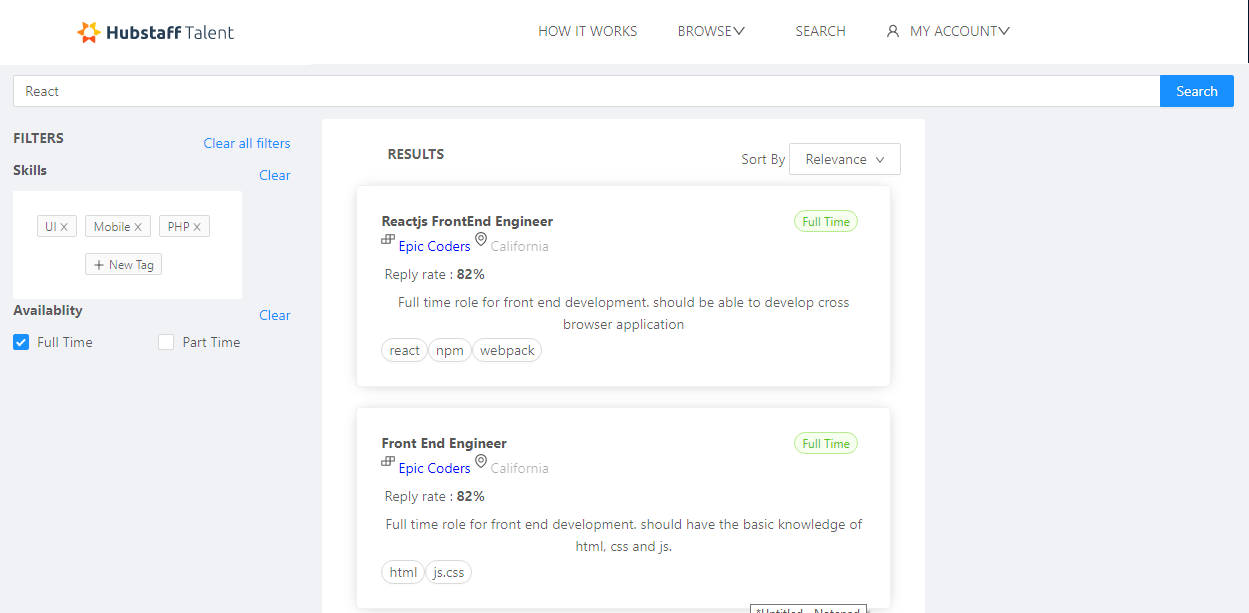 Hubstaff Talent
HOW IT WORKS
BROWSE
SEARCH
MY ACCOUNT
React
Search
FILTERS
Clear all filters
Skills
Clear
UI X
Mobile X
PHP X
+ New Tag
Availablity
Clear
Full Time
Part Time
RESULTS
Sort By Relevance
Reactjs FrontEnd Engineer
Full Time
Epic Coders California
Reply rate : 82%
Full time role for front end development. should be able to develop cross
browser application
react npm webpack
Front End Engineer
Full Time
Epic Coders California
Reply rate : 82%
Full time role for front end development. should have the basic knowledge of
html, css and js.
html js.css
*Untitled - Notepad